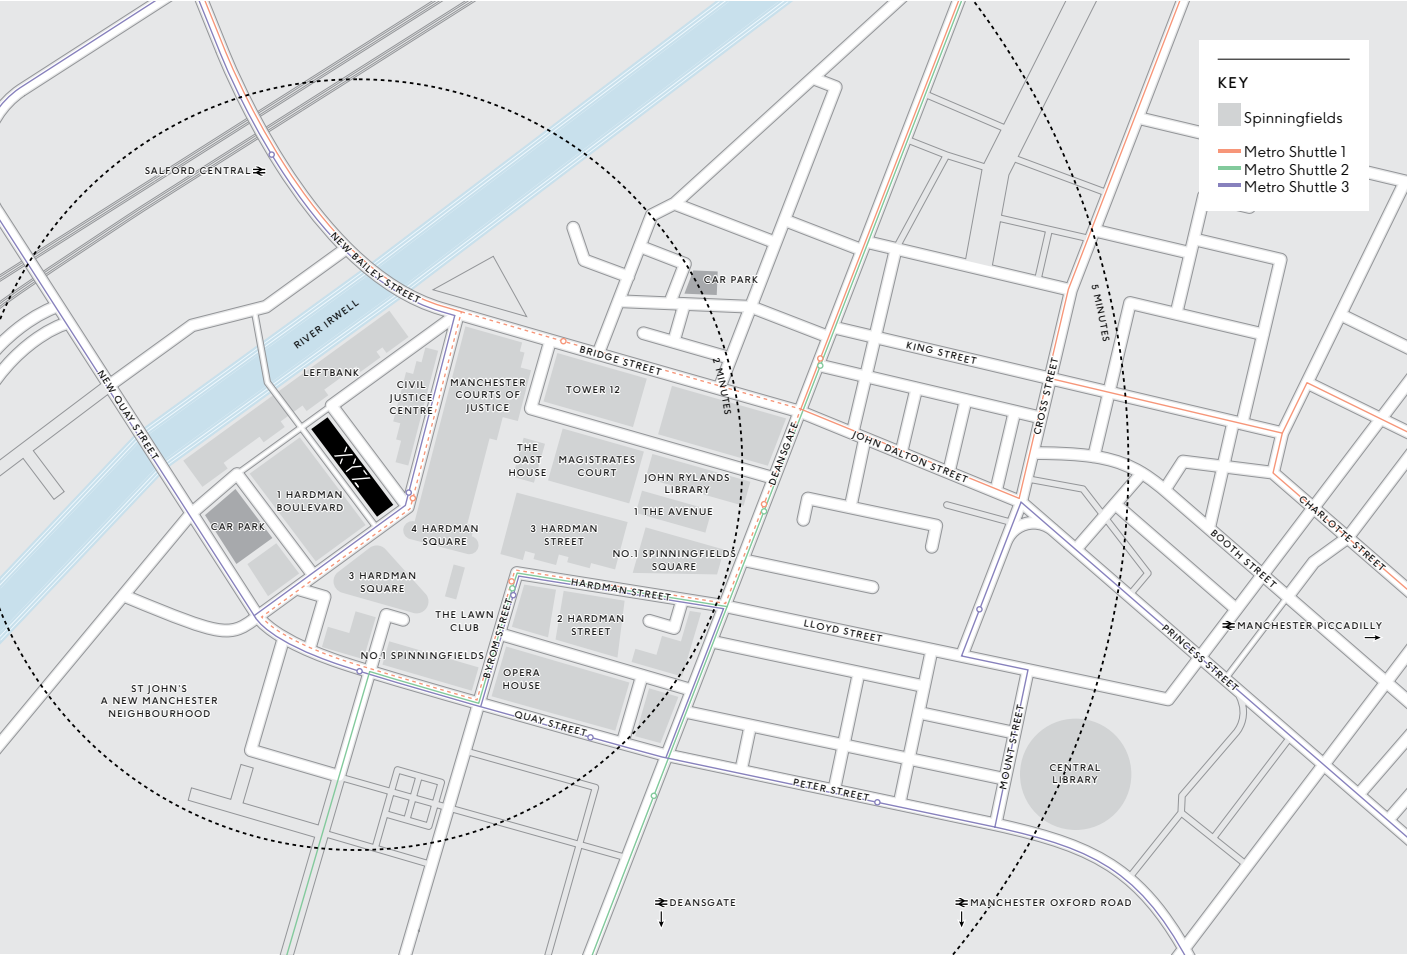 KEY
Spinningfields
Metro Shuttle 1
Metro Shuttle 2
Metro Shuttle 3
SALFORD CENTRAL
NEW BAILEY STREET
RIVER IRWELL
CAR PARK
5 MINUTES
2 MINUTES
KING STREET
BRIDGE STREET
LEFTBANK
CIVIL
JUSTICE
CENTRE
MANCHESTER
COURTS OF
JUSTICE
TOWER 12
CROSS STREET
NEW QUAY STREET
DEANSGATE
JOHN DALTON STREET
XYZ
THE
OAST
HOUSE
MAGISTRATES
COURT
JOHN RYLANDS
LIBRARY
1 THE AVENUE
1 HARDMAN
BOULEVARD
CAR PARK
4 HARDMAN
SQUARE
3 HARDMAN
STREET
NO.1 SPINNINGFIELDS
SQUARE
CHARLOTTE STREET
BOOTH STREET
3 HARDMAN
SQUARE
HARDMAN STREET
THE LAWN
CLUB
BYROM STREET
2 HARDMAN
STREET
LLOYD STREET
MANCHESTER PICCADILLY
PRINCESS STREET
NO.1 SPINNINGFIELDS
OPERA
HOUSE
ST JOHN'S
A NEW MANCHESTER
NEIGHBOURHOOD
QUAY STREET
MOUNT STREET
CENTRAL
LIBRARY
PETER STREET
DEANSGATE
MANCHESTER OXFORD ROAD